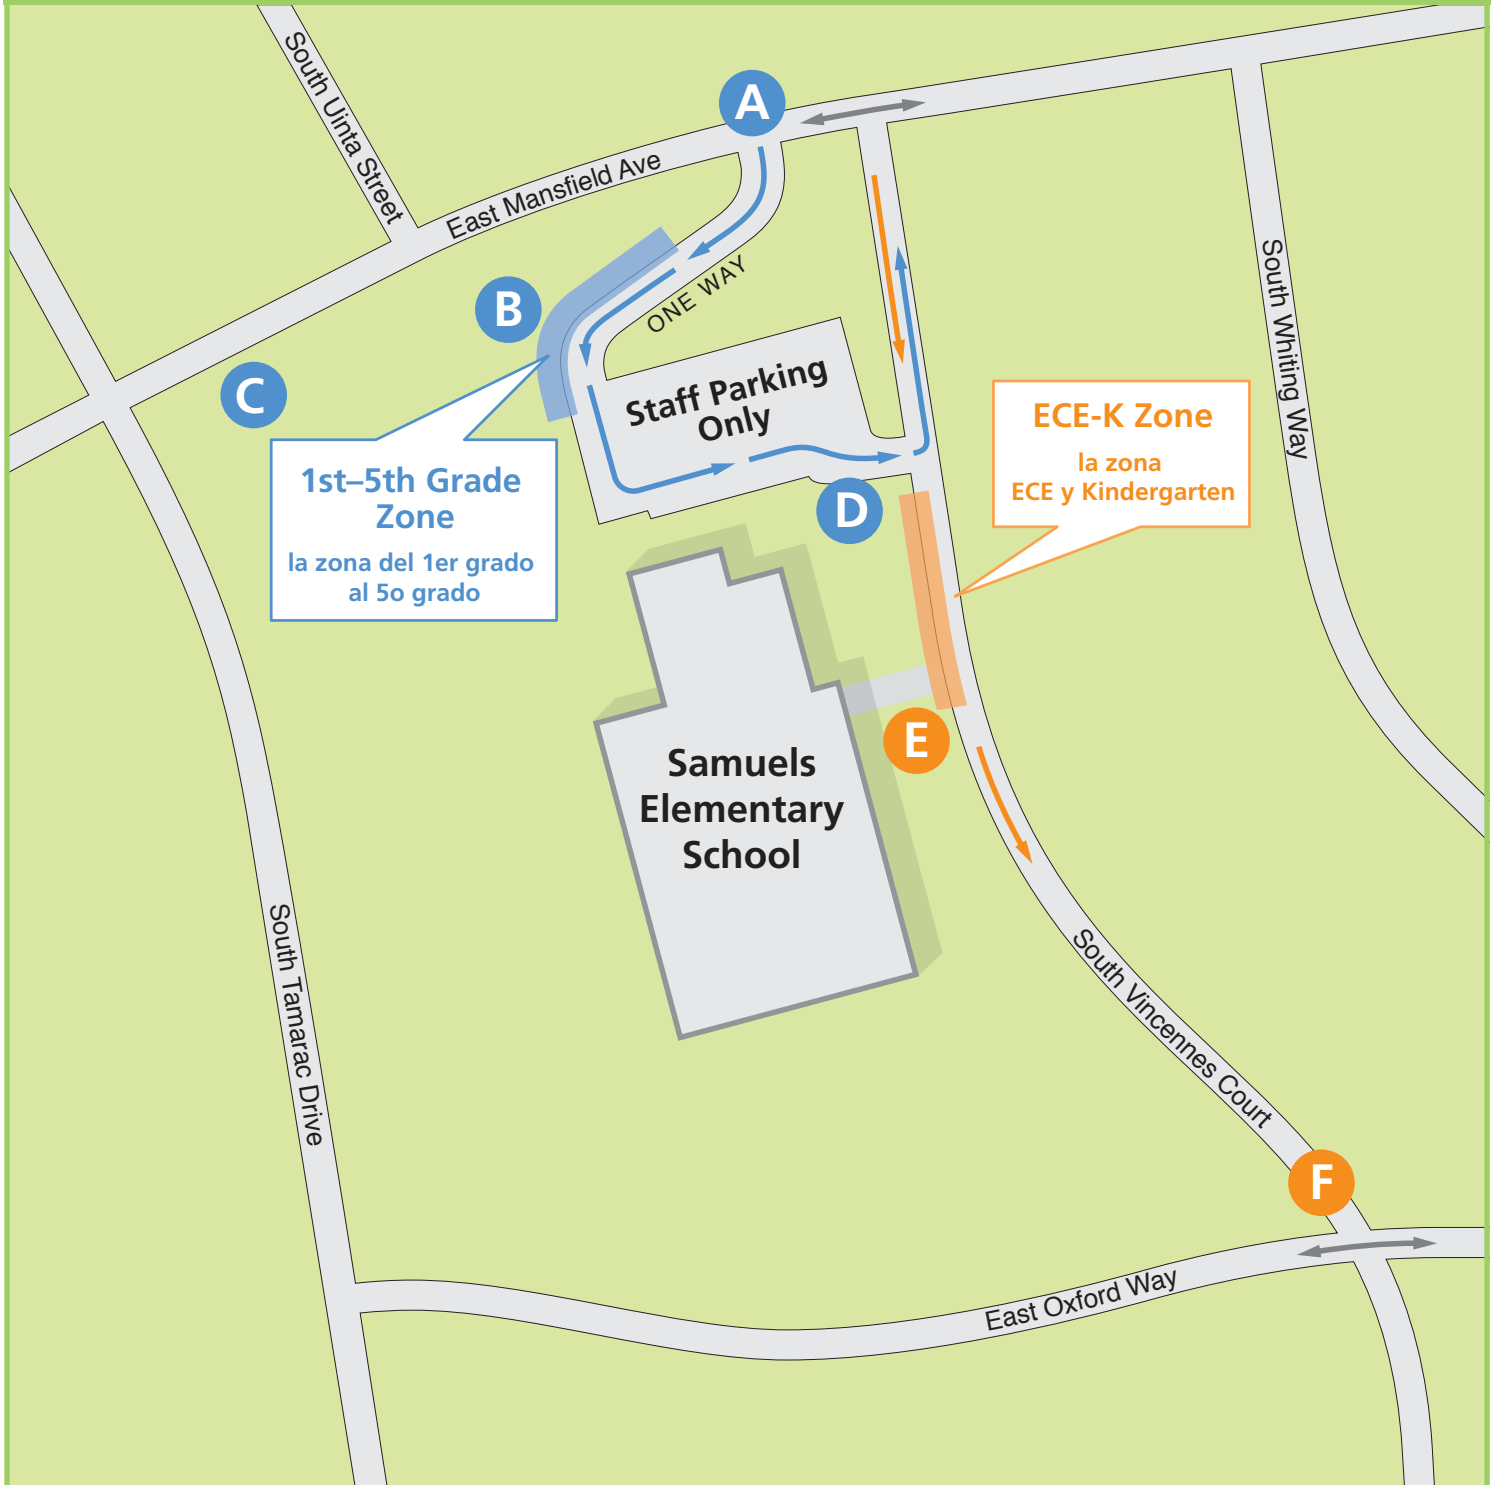 South Uinta Street
A
East Mansfield Ave
B
ONE WAY
C
Staff Parking
Only
South Whiting Way
ECE-K Zone
la zona
ECE y Kindergarten
1st–5th Grade
Zone
la zona del 1er grado
al 5o grado
D
E
Samuels
Elementary
School
South Tamarac Drive
South Vincennes Court
F
East Oxford Way